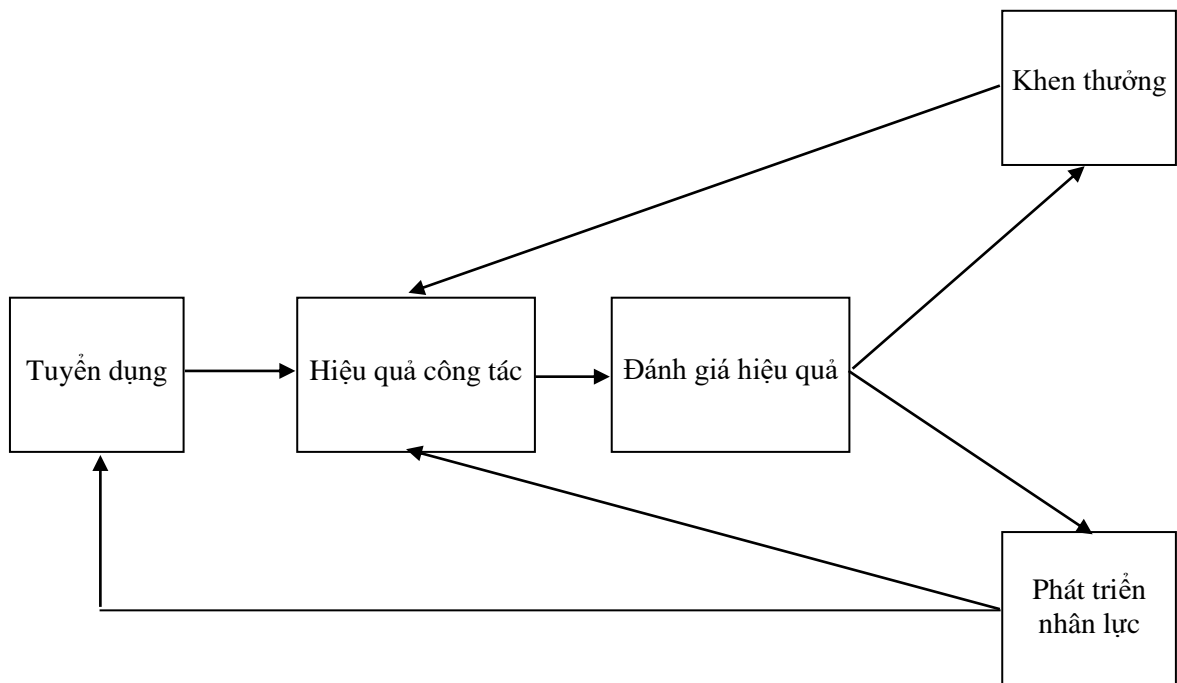 Khen thưởng
Tuyển dụng
Hiệu quả công tác
Đánh giá hiệu quả
Phát triển
nhân lực